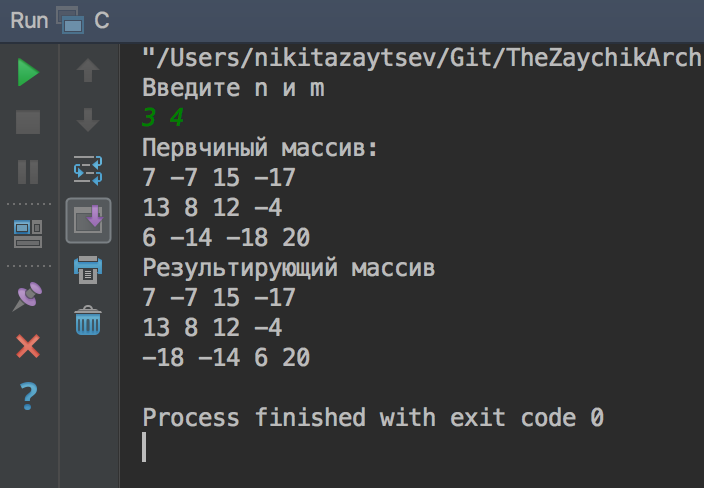 Run C
"/Users/nikitazaytsev/Git/TheZaychikArch
Введите n и m
3 4
Первчиный массив:
7 -7 15 -17
13 8 12 -4
6 -14 -18 20
Результирующий массив
7 -7 15 -17
13 8 12 -4
-18 -14 6 20
Process finished with exit code 0
?